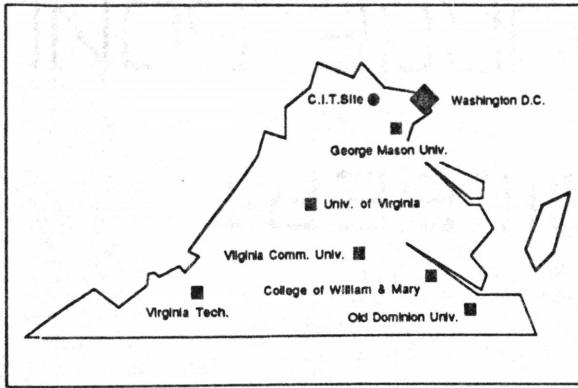 C.I.T.Site
Washington D.C.
George Mason Univ.
Univ. of Virginia
Virginia Comm. Univ.
College of William & Mary
Virginia Tech.
Old Dominion Univ.